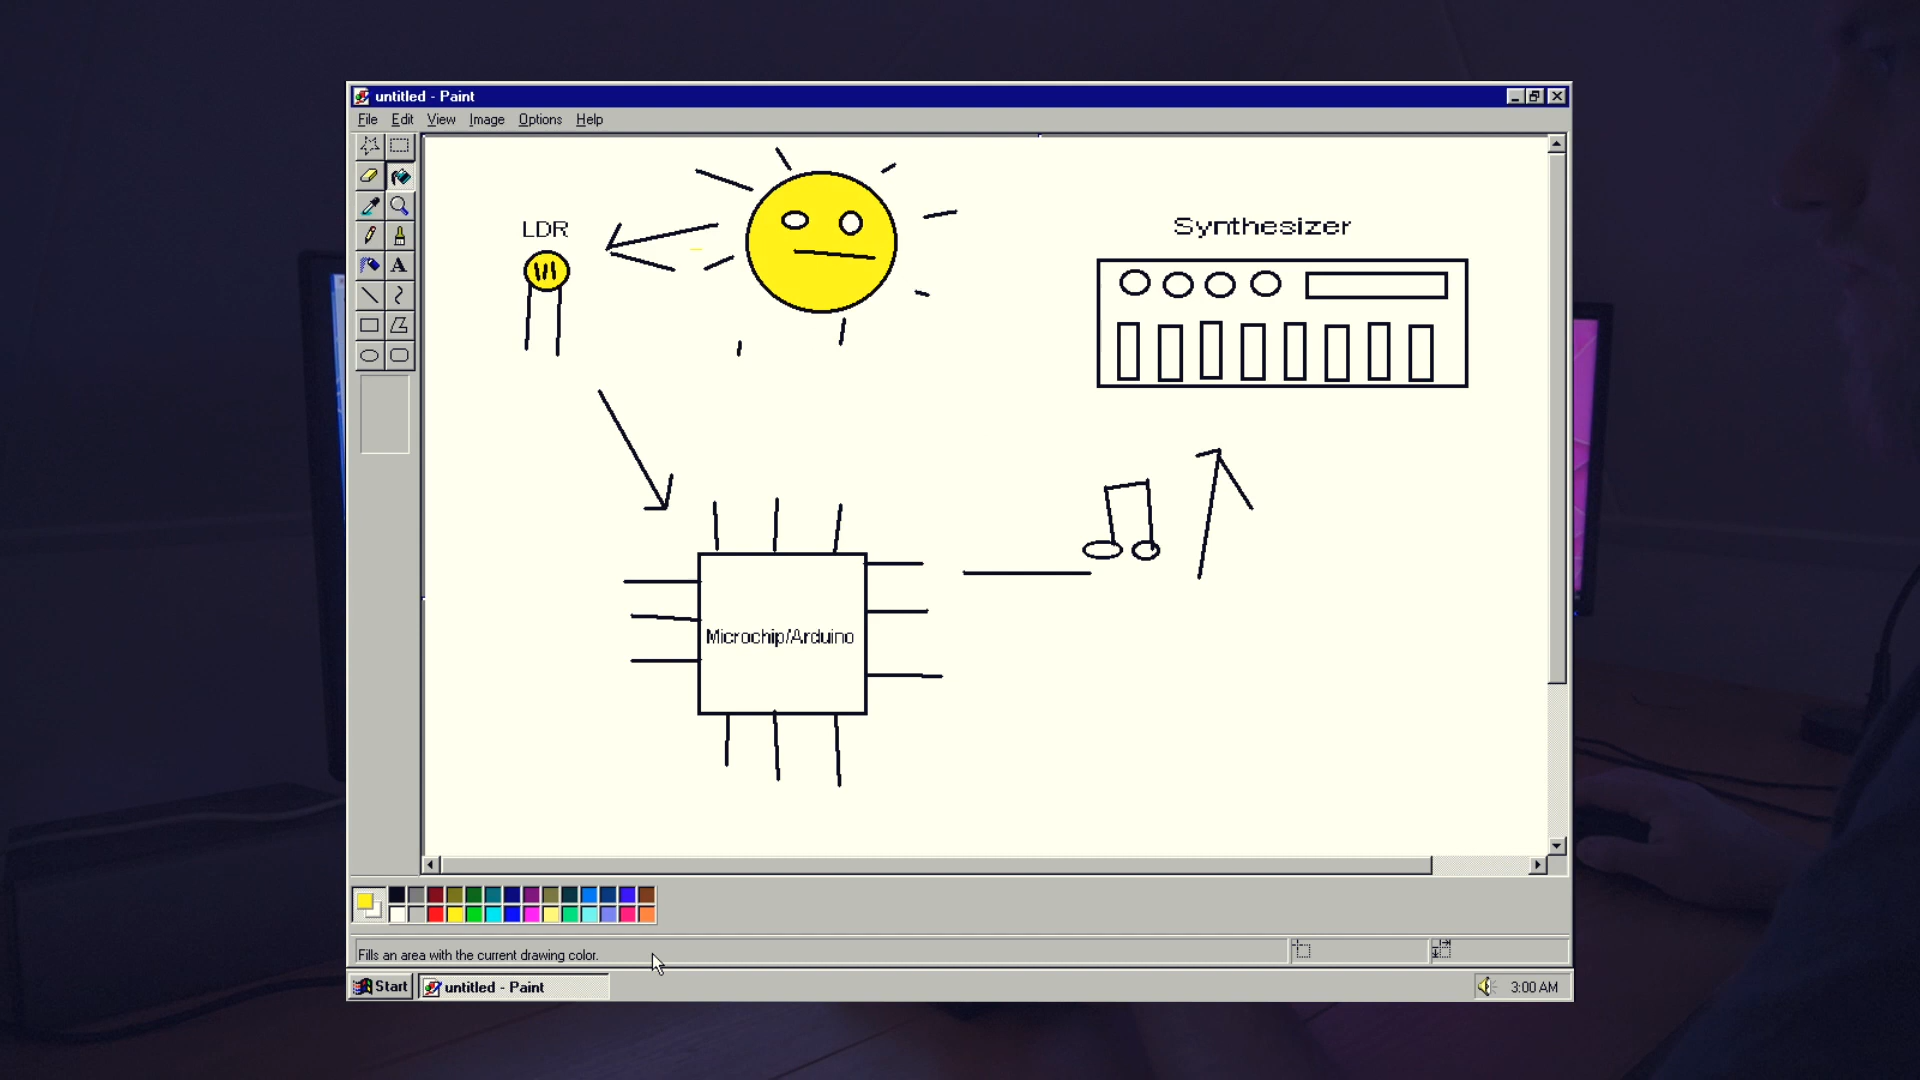 untitled - Paint
File Edit View Image Options Help
LDR
Synthesizer
Microchip/Arduino
Fills an area with the current drawing color.
Start
untitled - Paint
3:00 AM